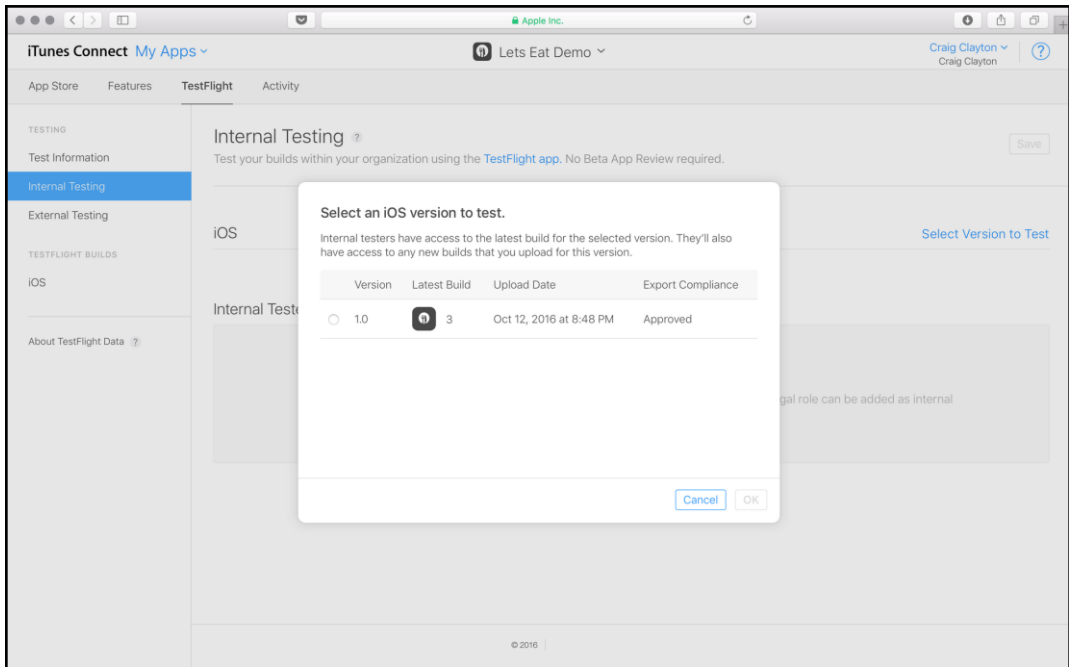 Apple Inc.
iTunes Connect My Apps
Lets Eat Demo
Craig Clayton
Craig Clayton
?
App Store Features TestFlight Activity
TESTING
Test Information
Internal Testing
External Testing
TESTFLIGHT BUILDS
iOS
About TestFlight Data ?
Internal Testing ?
Save
Test your builds within your organization using the TestFlight app. No Beta App Review required.
iOS
Select Version to Test
Internal Teste
gal role can be added as internal
Select an iOS version to test.
Internal testers have access to the latest build for the selected version. They'll also
have access to any new builds that you upload for this version.
Version Latest Build Upload Date Export Compliance
1.0 3 Oct 12, 2016 at 8:48 PM Approved
Cancel OK
© 2016